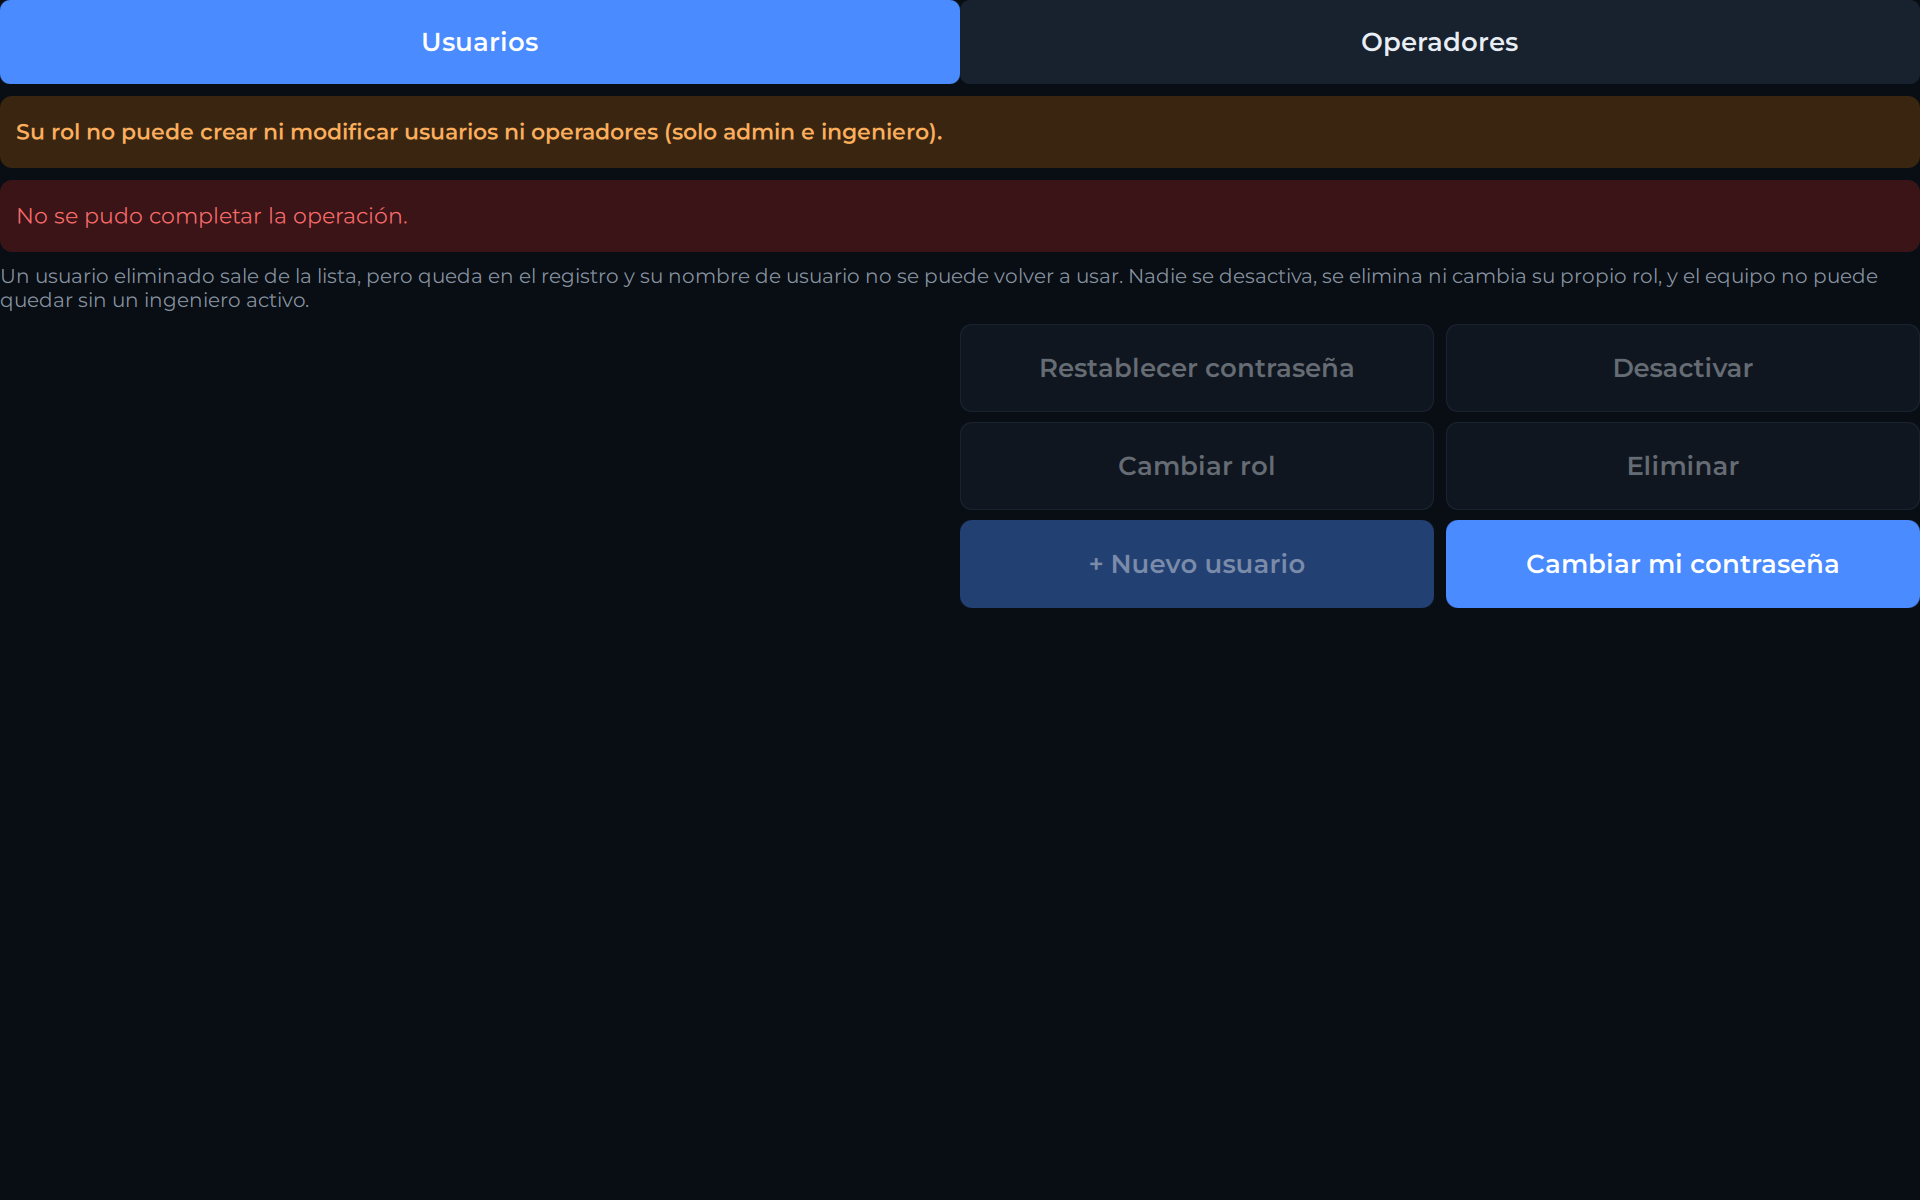 Usuarios
Operadores
Su rol no puede crear ni modificar usuarios ni operadores (solo admin e ingeniero).
No se pudo completar la operación.
Un usuario eliminado sale de la lista, pero queda en el registro y su nombre de usuario no se puede volver a usar. Nadie se desactiva, se elimina ni cambia su propio rol, y el equipo no puede
quedar sin un ingeniero activo.
Restablecer contraseña
Desactivar
Cambiar rol
Eliminar
+ Nuevo usuario
Cambiar mi contraseña